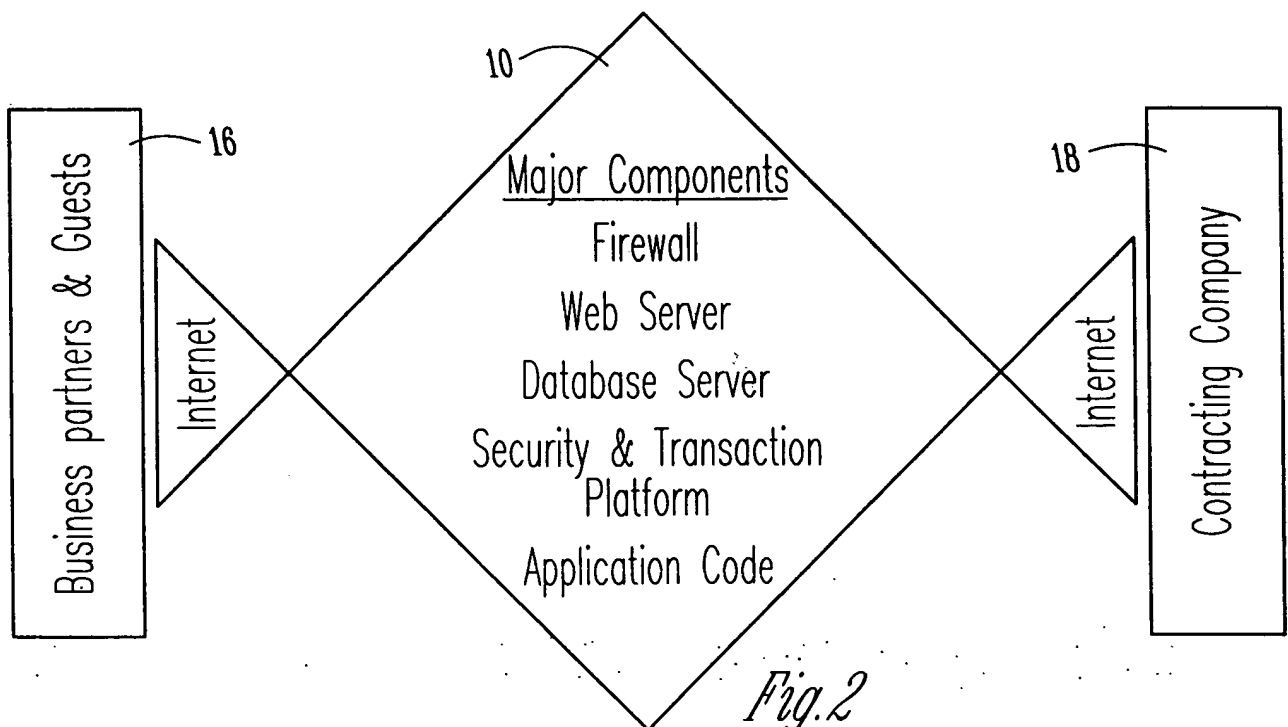 10
16
18
Business partners & Guests
Internet
Major Components
Firewall
Web Server
Database Server
Security & Transaction
Platform
Application Code
Internet
Contracting Company
Fig.2